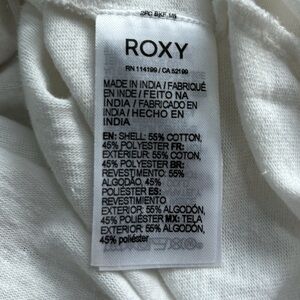 ROXY
RN 114199 / CA 52199
MADE IN INDIA / FABRIQUÉ
EN INDE / FEITO NA
ÍNDIA / FABRICADO EN
INDIA / HECHO EN
INDIA
EN: SHELL: 55% COTTON,
45% POLYESTER FR:
EXTÉRIEUR: 55% COTON,
45% POLYESTER BR:
REVESTIMENTO: 55%
ALGODÃO, 45%
POLIÉSTER ES:
REVESTIMIENTO
EXTERIOR: 55% ALGODÓN,
45% POLIÉSTER MX: TELA
EXTERIOR: 55% ALGODÓN,
45% poliéster